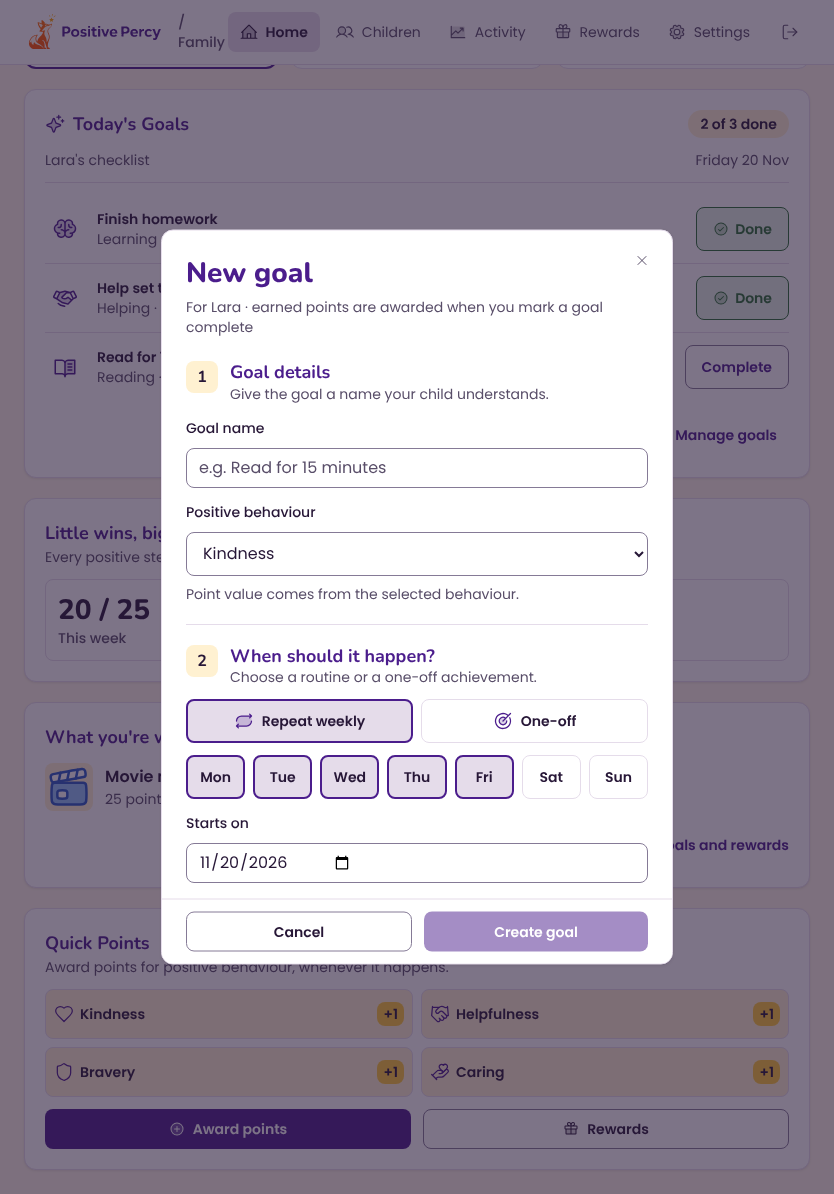 Positive Percy
/
Family
Home
Children
Activity
Rewards
Settings
Today's Goals
2 of 3 done
Lara's checklist
Friday 20 Nov
Finish homework
Learning
Done
Help set
Helping ·
Done
Read for
Reading ·
Complete
Manage goals
New goal
For Lara · earned points are awarded when you mark a goal
complete
1
Goal details
Give the goal a name your child understands.
Goal name
e.g. Read for 15 minutes
Positive behaviour
Kindness
Point value comes from the selected behaviour.
2
When should it happen?
Choose a routine or a one-off achievement.
Repeat weekly
One-off
Mon
Tue
Wed
Thu
Fri
Sat
Sun
Starts on
11/20/2026
Cancel
Create goal
Little wins,
Every positive
20 / 25
This week
What you're
Movie
25 point
and rewards
Quick Points
Award points for positive behaviour, whenever it happens.
Kindness
+1
Helpfulness
+1
Bravery
+1
Caring
+1
Award points
Rewards